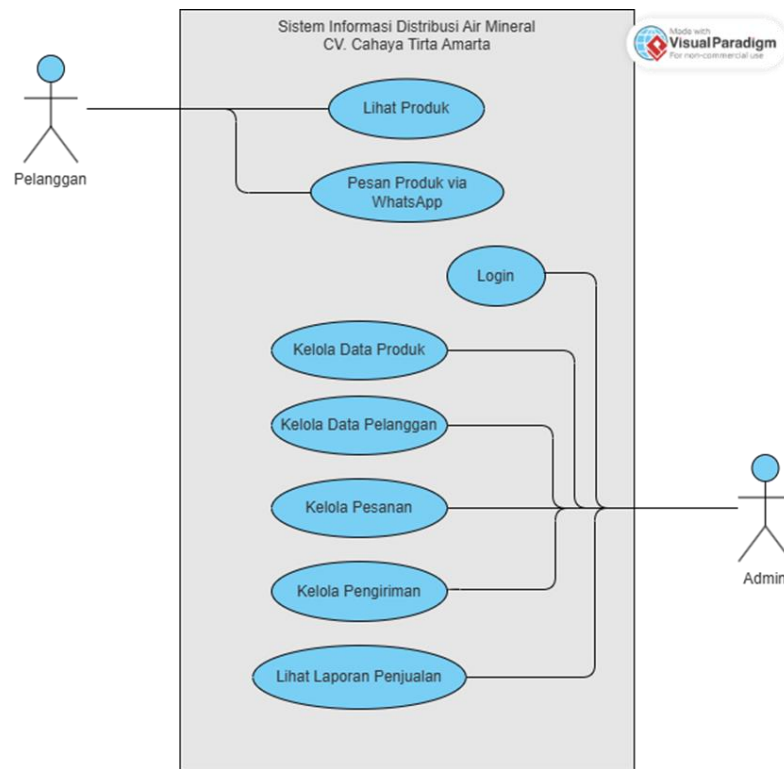 Sistem Informasi Distribusi Air Mineral
CV. Cahaya Tirta Amarta
Made with
Visual Paradigm
For non-commercial use
Lihat Produk
Pelanggan
Pesan Produk via
WhatsApp
Login
Kelola Data Produk
Kelola Data Pelanggan
Kelola Pesanan
Kelola Pengiriman
Admin
Lihat Laporan Penjualan